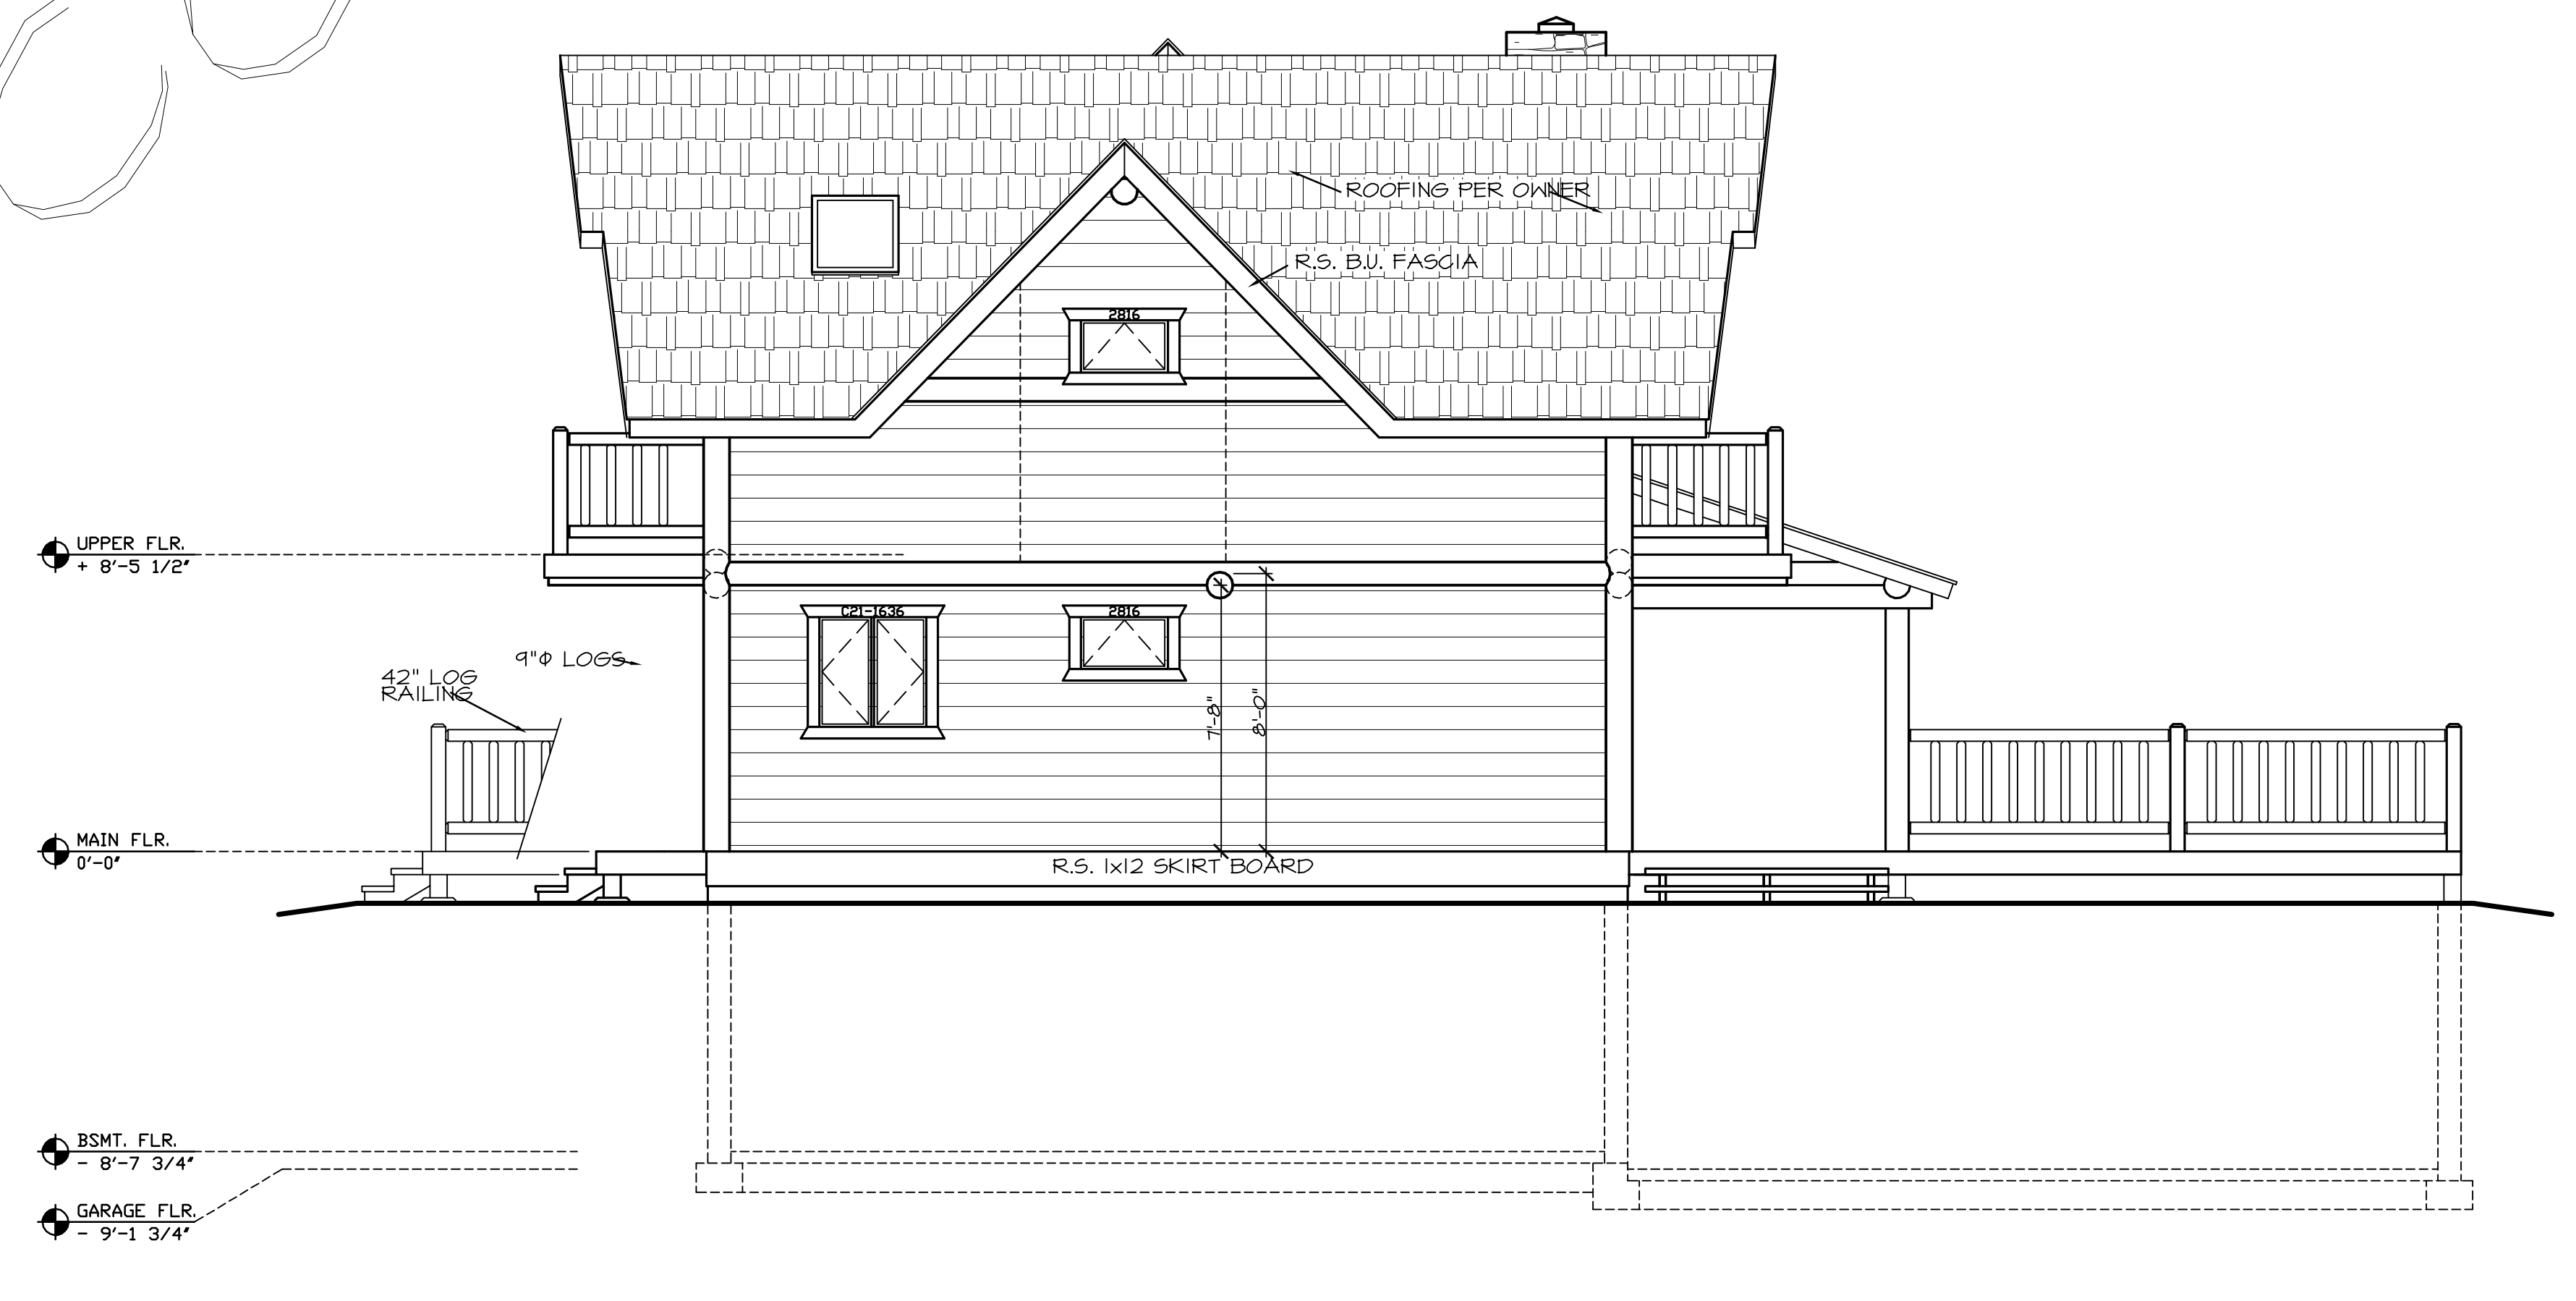 ROOFING PER OWNER
R.S. B.U. FASCIA
2816
UPPER FLR.
+ 8'-5 1/2"
C21-1636
2816
9"Φ LOGS
42" LOG
RAILING
7'-8"
8'-0"
MAIN FLR.
0'-0"
R.S. 1x12 SKIRT BOARD
BSMT. FLR.
- 8'-7 3/4"
GARAGE FLR.
- 9'-1 3/4"